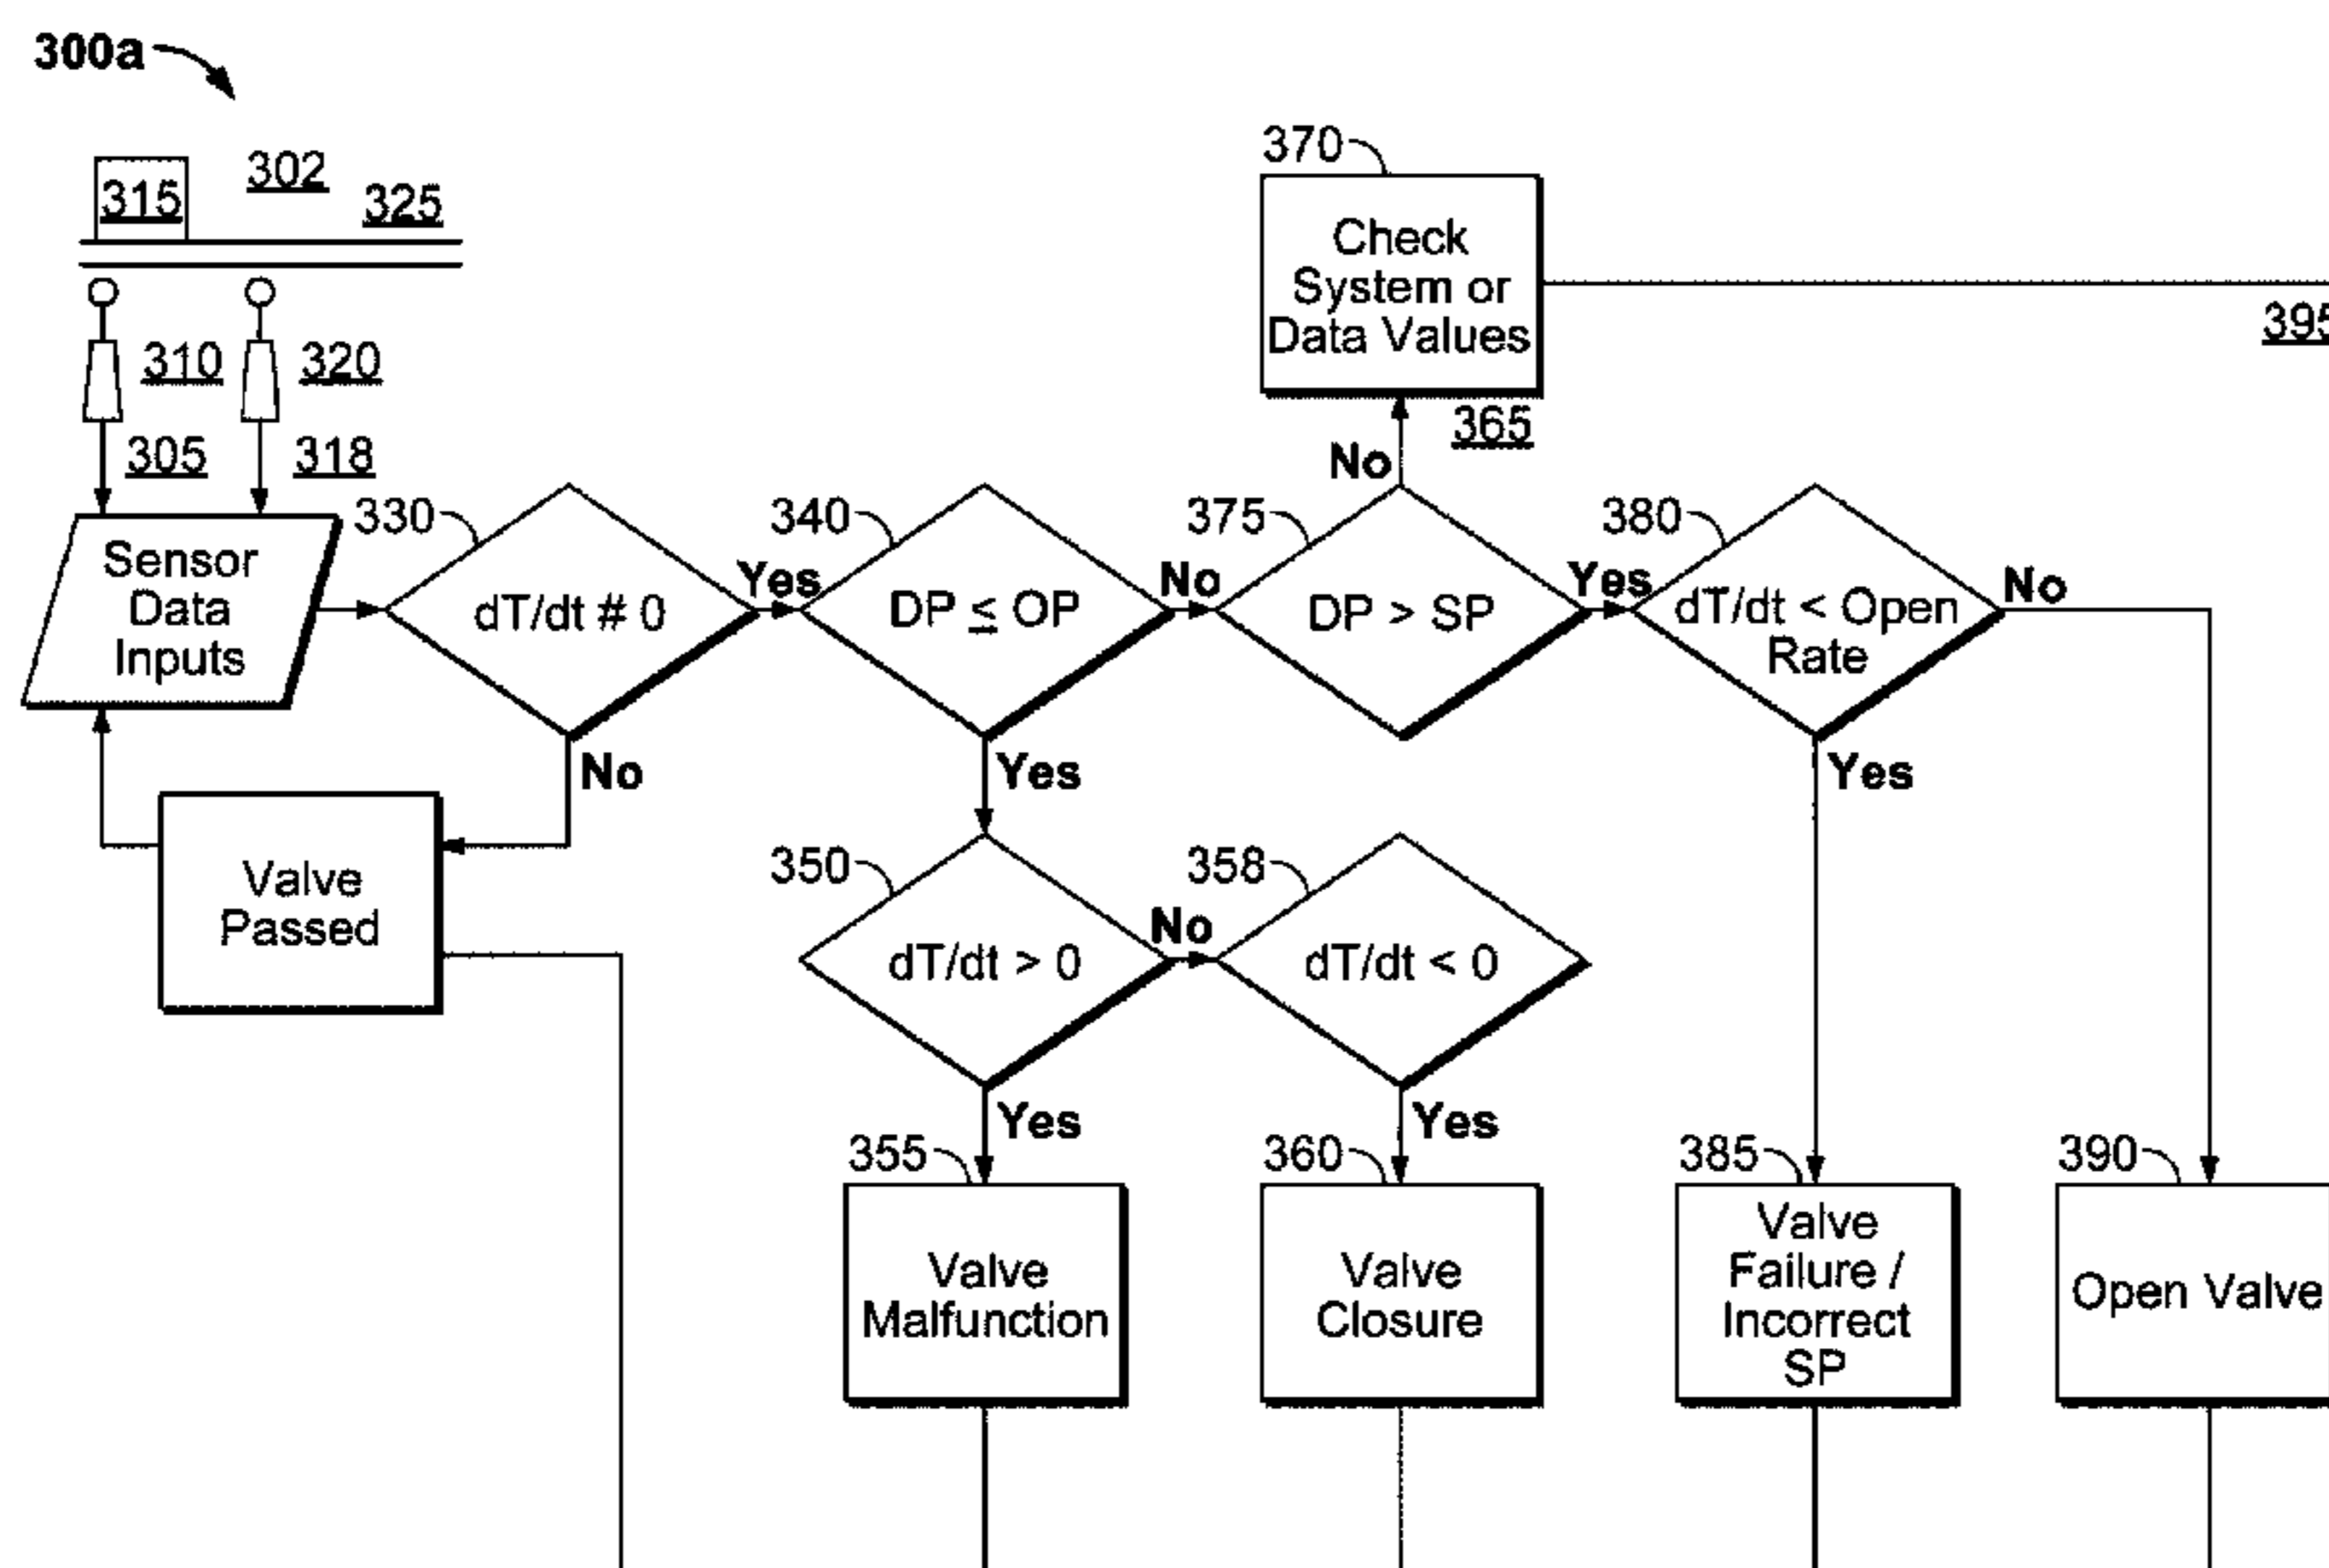 300a
302
315
325
370
Check
System or
Data Values
395
310
320
365
305
318
No
330
340
375
380
Sensor
Data
Inputs
dT/dt # 0
Yes
DP ≤ OP
No
DP > SP
Yes
dT/dt < Open
Rate
No
No
Yes
Yes
Valve
Passed
350
358
dT/dt > 0
No
dT/dt < 0
Yes
Yes
355
360
385
390
Valve
Malfunction
Valve
Closure
Valve
Failure /
Incorrect
SP
Open Valve